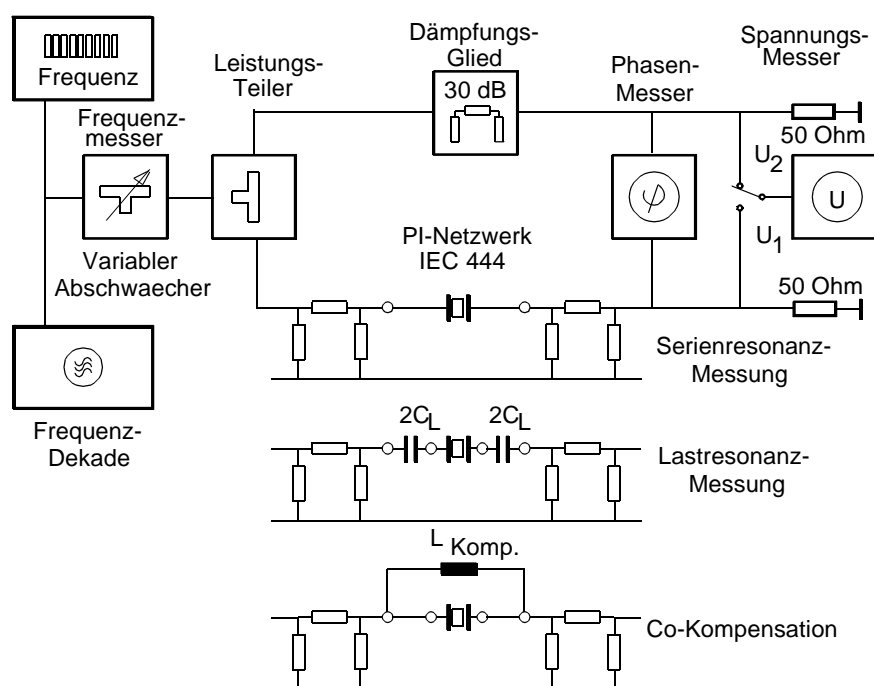 Frequenz
Frequenz-
messer
Variabler
Abschwaecher
Frequenz-
Dekade
Leistungs-
Teiler
Dämpfungs-
Glied
30 dB
Phasen-
Messer
φ
Spannungs-
Messer
50 Ohm
U2
U
U1
50 Ohm
PI-Netzwerk
IEC 444
Serienresonanz-
Messung
2CL 2CL
Lastresonanz-
Messung
L Komp.
Co-Kompensation